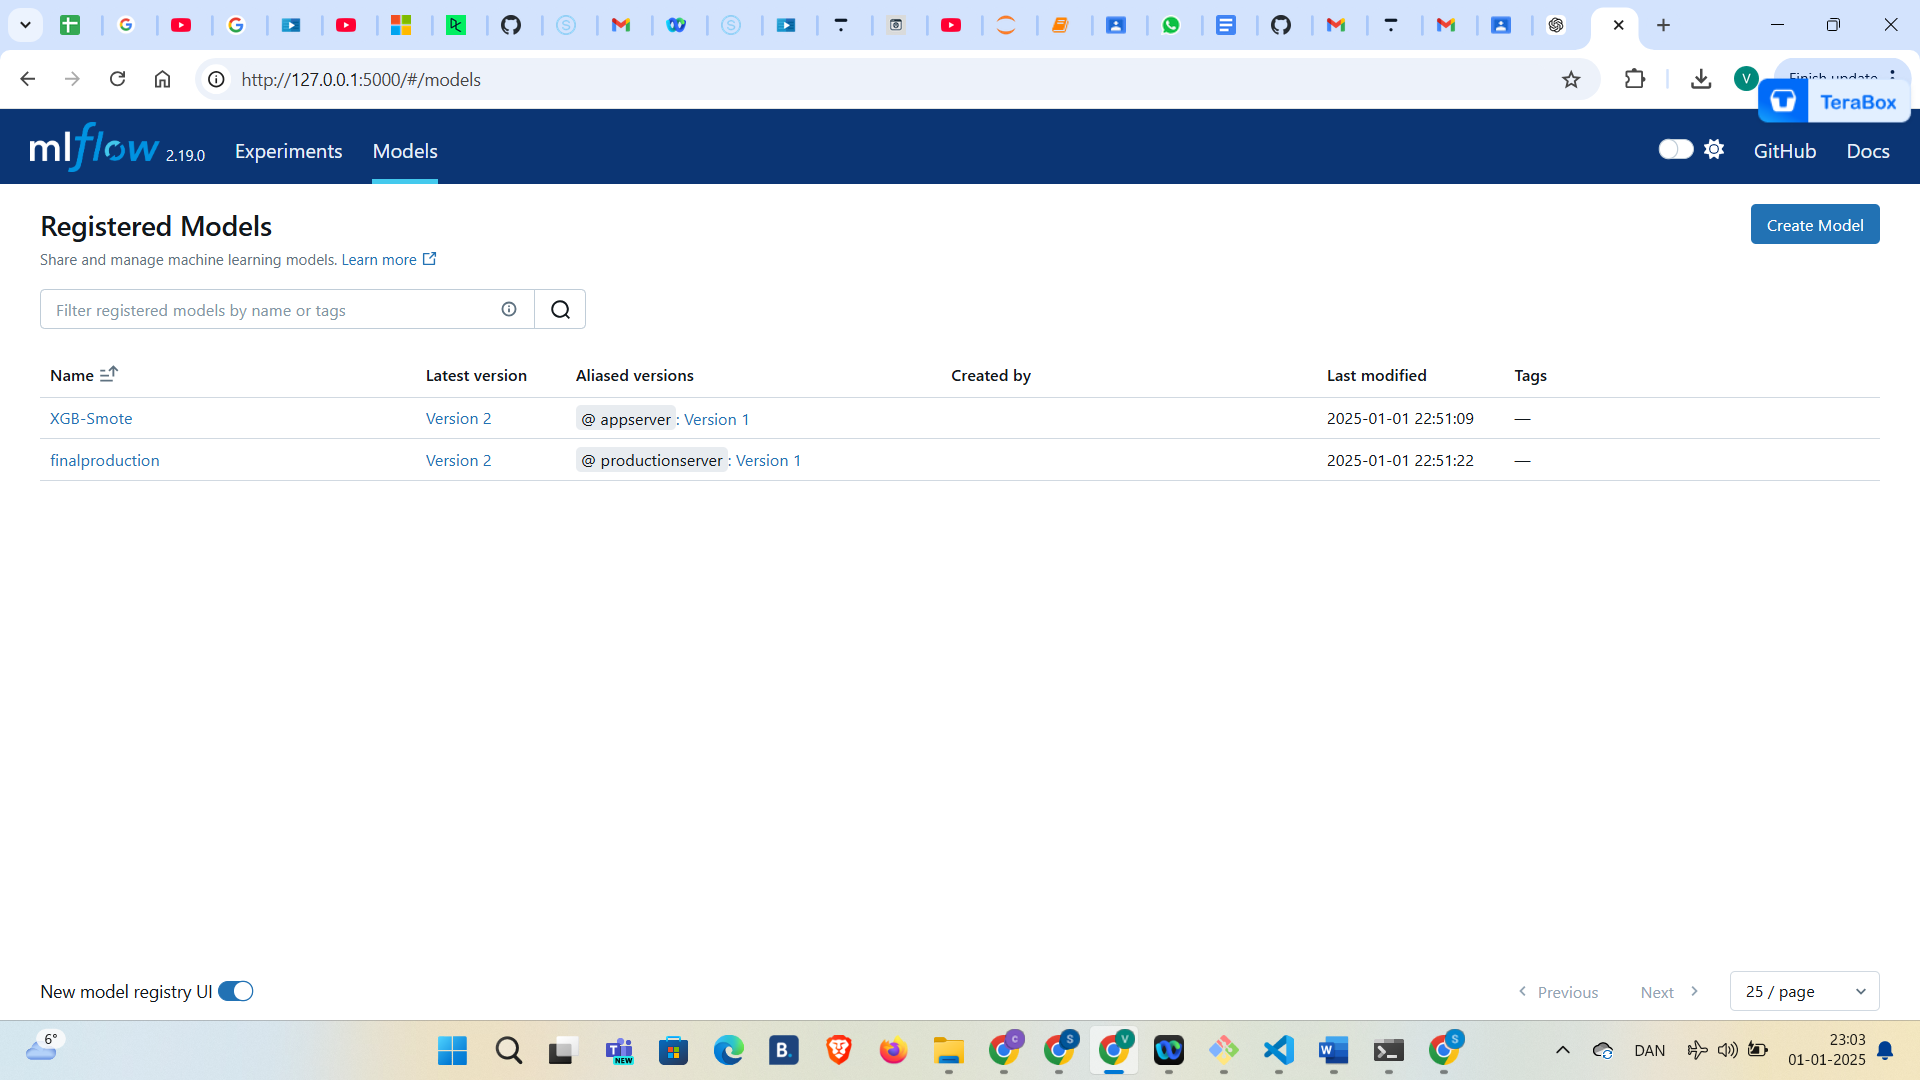 http://127.0.0.1:5000/#/models
V
Finish update
TeraBox
mlflow 2.19.0 Experiments Models GitHub Docs
Registered Models
Create Model
Share and manage machine learning models. Learn more
Filter registered models by name or tags
Name Latest version Aliased versions Created by Last modified Tags
XGB-Smote Version 2 @ appserver: Version 1 2025-01-01 22:51:09 —
finalproduction Version 2 @ productionserver: Version 1 2025-01-01 22:51:22 —
New model registry UI
Previous Next 25 / page
6°
NEW
B.
C
S
V
W
S
DAN
23:03
01-01-2025